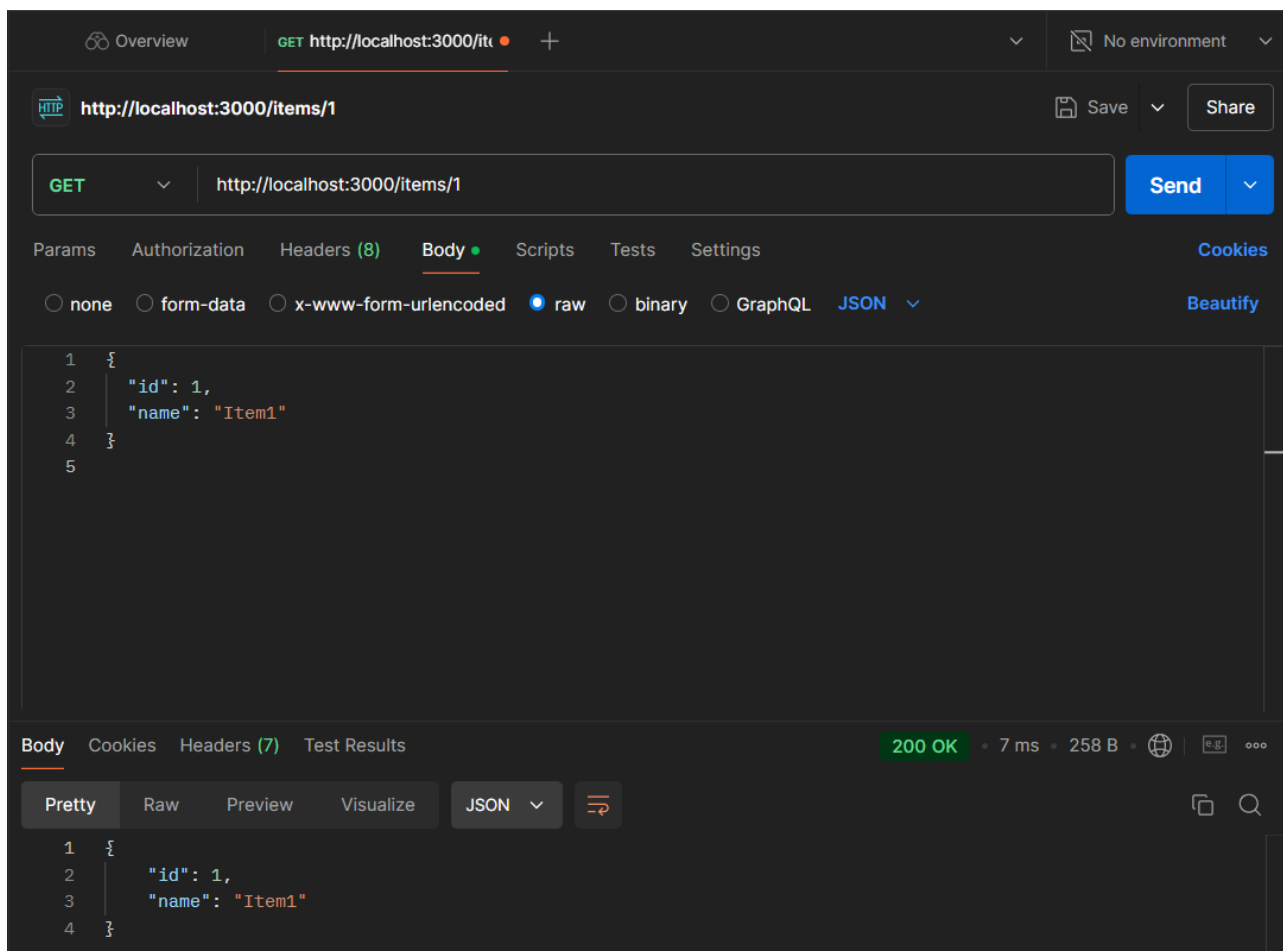 Overview GET http://localhost:3000/ite No environment
HTTP http://localhost:3000/items/1 Save Share
GET http://localhost:3000/items/1 Send
Params Authorization Headers (8) Body Scripts Tests Settings Cookies
none form-data x-www-form-urlencoded raw binary GraphQL JSON Beautify
1 {
2 "id": 1,
3 "name": "Item1"
4 }
5
Body Cookies Headers (7) Test Results 200 OK • 7 ms • 258 B • e.g.
Pretty Raw Preview Visualize JSON
1 {
2 "id": 1,
3 "name": "Item1"
4 }